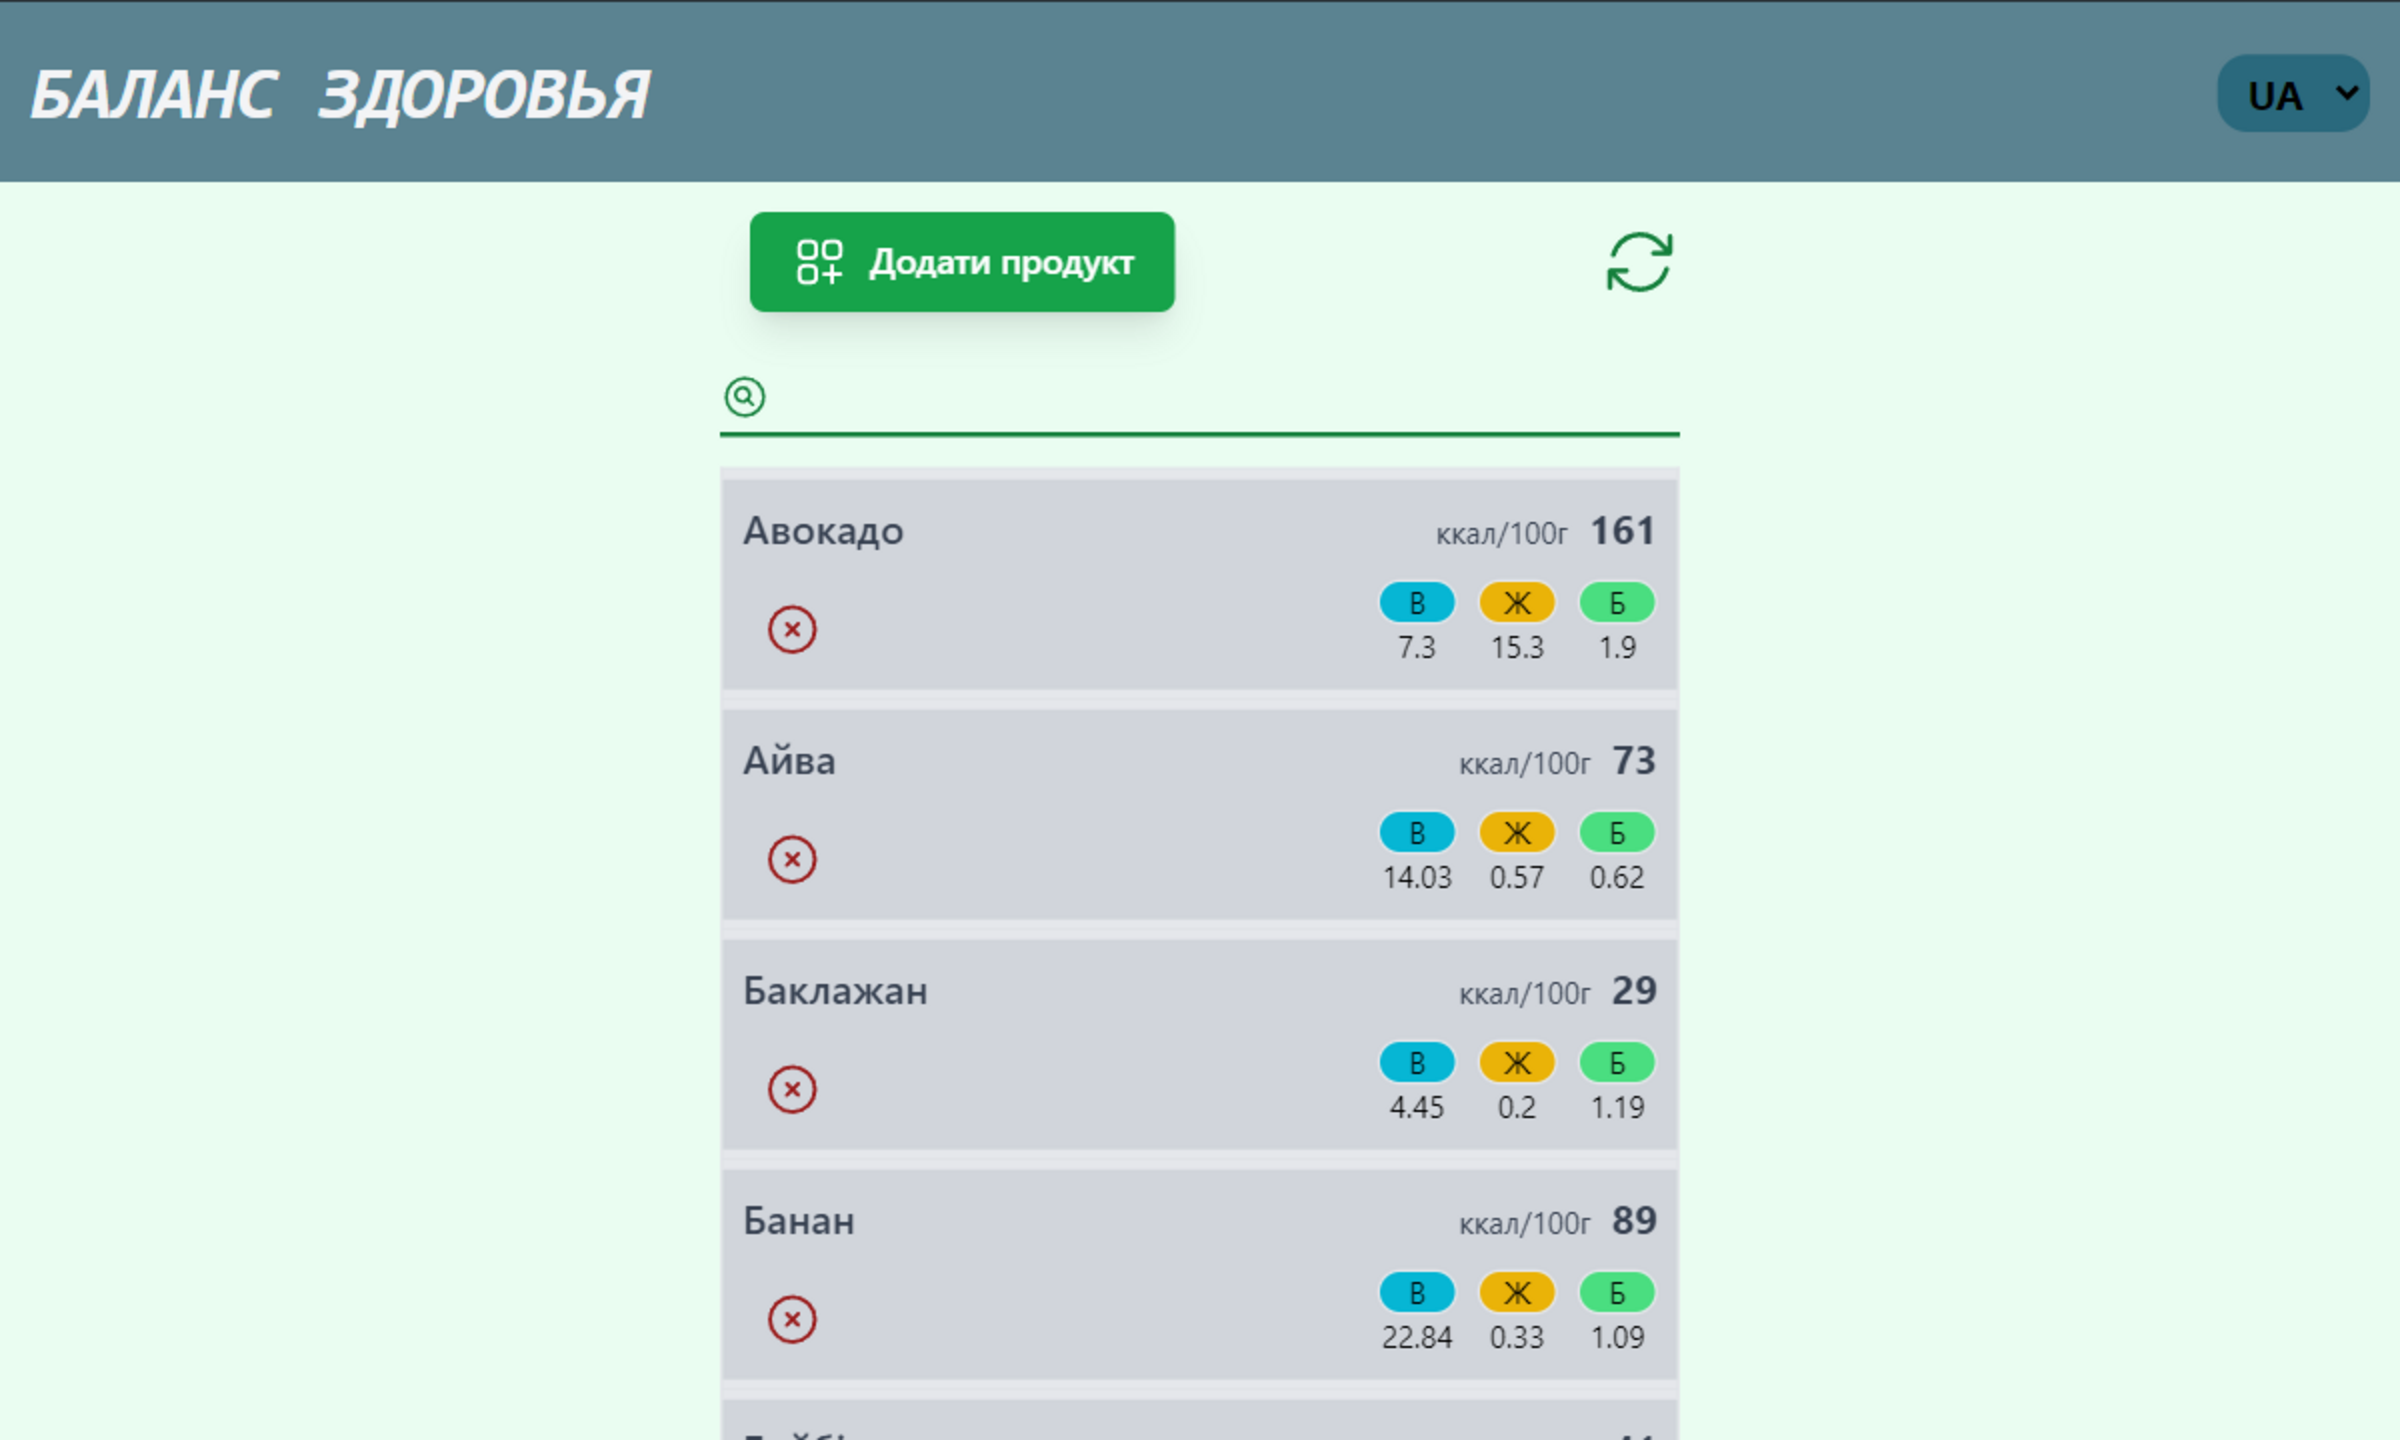 БАЛАНС ЗДОРОВЬЯ
UA
Додати продукт
Авокадо ккал/100г 161
В Ж Б
7.3 15.3 1.9
Айва ккал/100г 73
В Ж Б
14.03 0.57 0.62
Баклажан ккал/100г 29
В Ж Б
4.45 0.2 1.19
Банан ккал/100г 89
В Ж Б
22.84 0.33 1.09